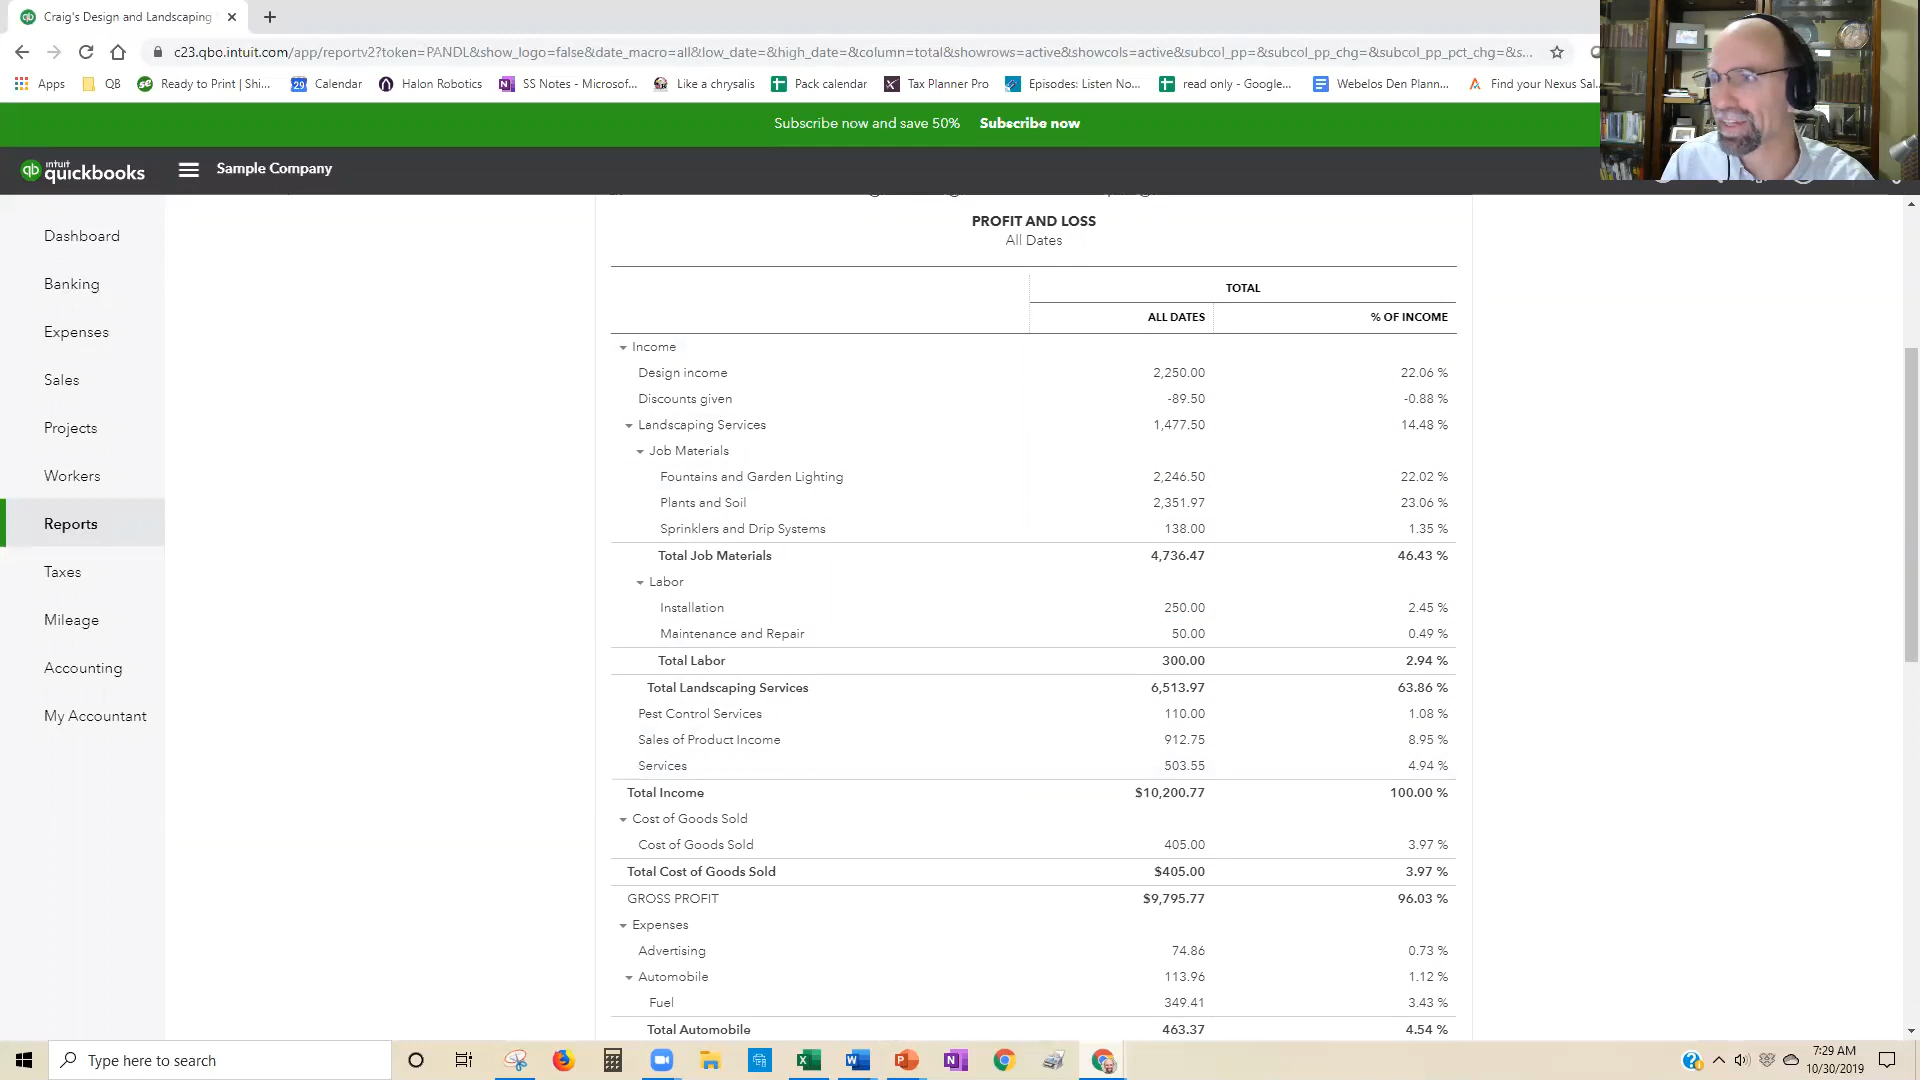 Craig's Design and Landscaping
c23.qbo.intuit.com/app/reportv2?token=PANDL&show_logo=false&date_macro=all&low_date=&high_date=&column=total&showrows=active&showcols=active&subcol_pp=&subcol_pp_chg=&subcol_pp_pct_chg=&s...
Apps QB Ready to Print | Shi... Calendar Halon Robotics SS Notes - Microsof... Like a chrysalis Pack calendar Tax Planner Pro Episodes: Listen No... read only - Google... Webelos Den Plann... Find your Nexus Sal...
Subscribe now and save 50% Subscribe now
intuit
quickbooks
Sample Company
Dashboard
Banking
Expenses
Sales
Projects
Workers
Reports
Taxes
Mileage
Accounting
My Accountant
PROFIT AND LOSS
All Dates
TOTAL
ALL DATES % OF INCOME
Income
Design income 2,250.00 22.06 %
Discounts given -89.50 -0.88 %
Landscaping Services 1,477.50 14.48 %
Job Materials
Fountains and Garden Lighting 2,246.50 22.02 %
Plants and Soil 2,351.97 23.06 %
Sprinklers and Drip Systems 138.00 1.35 %
Total Job Materials 4,736.47 46.43 %
Labor
Installation 250.00 2.45 %
Maintenance and Repair 50.00 0.49 %
Total Labor 300.00 2.94 %
Total Landscaping Services 6,513.97 63.86 %
Pest Control Services 110.00 1.08 %
Sales of Product Income 912.75 8.95 %
Services 503.55 4.94 %
Total Income $10,200.77 100.00 %
Cost of Goods Sold
Cost of Goods Sold 405.00 3.97 %
Total Cost of Goods Sold $405.00 3.97 %
GROSS PROFIT $9,795.77 96.03 %
Expenses
Advertising 74.86 0.73 %
Automobile 113.96 1.12 %
Fuel 349.41 3.43 %
Total Automobile 463.37 4.54 %
Type here to search
7:29 AM
10/30/2019